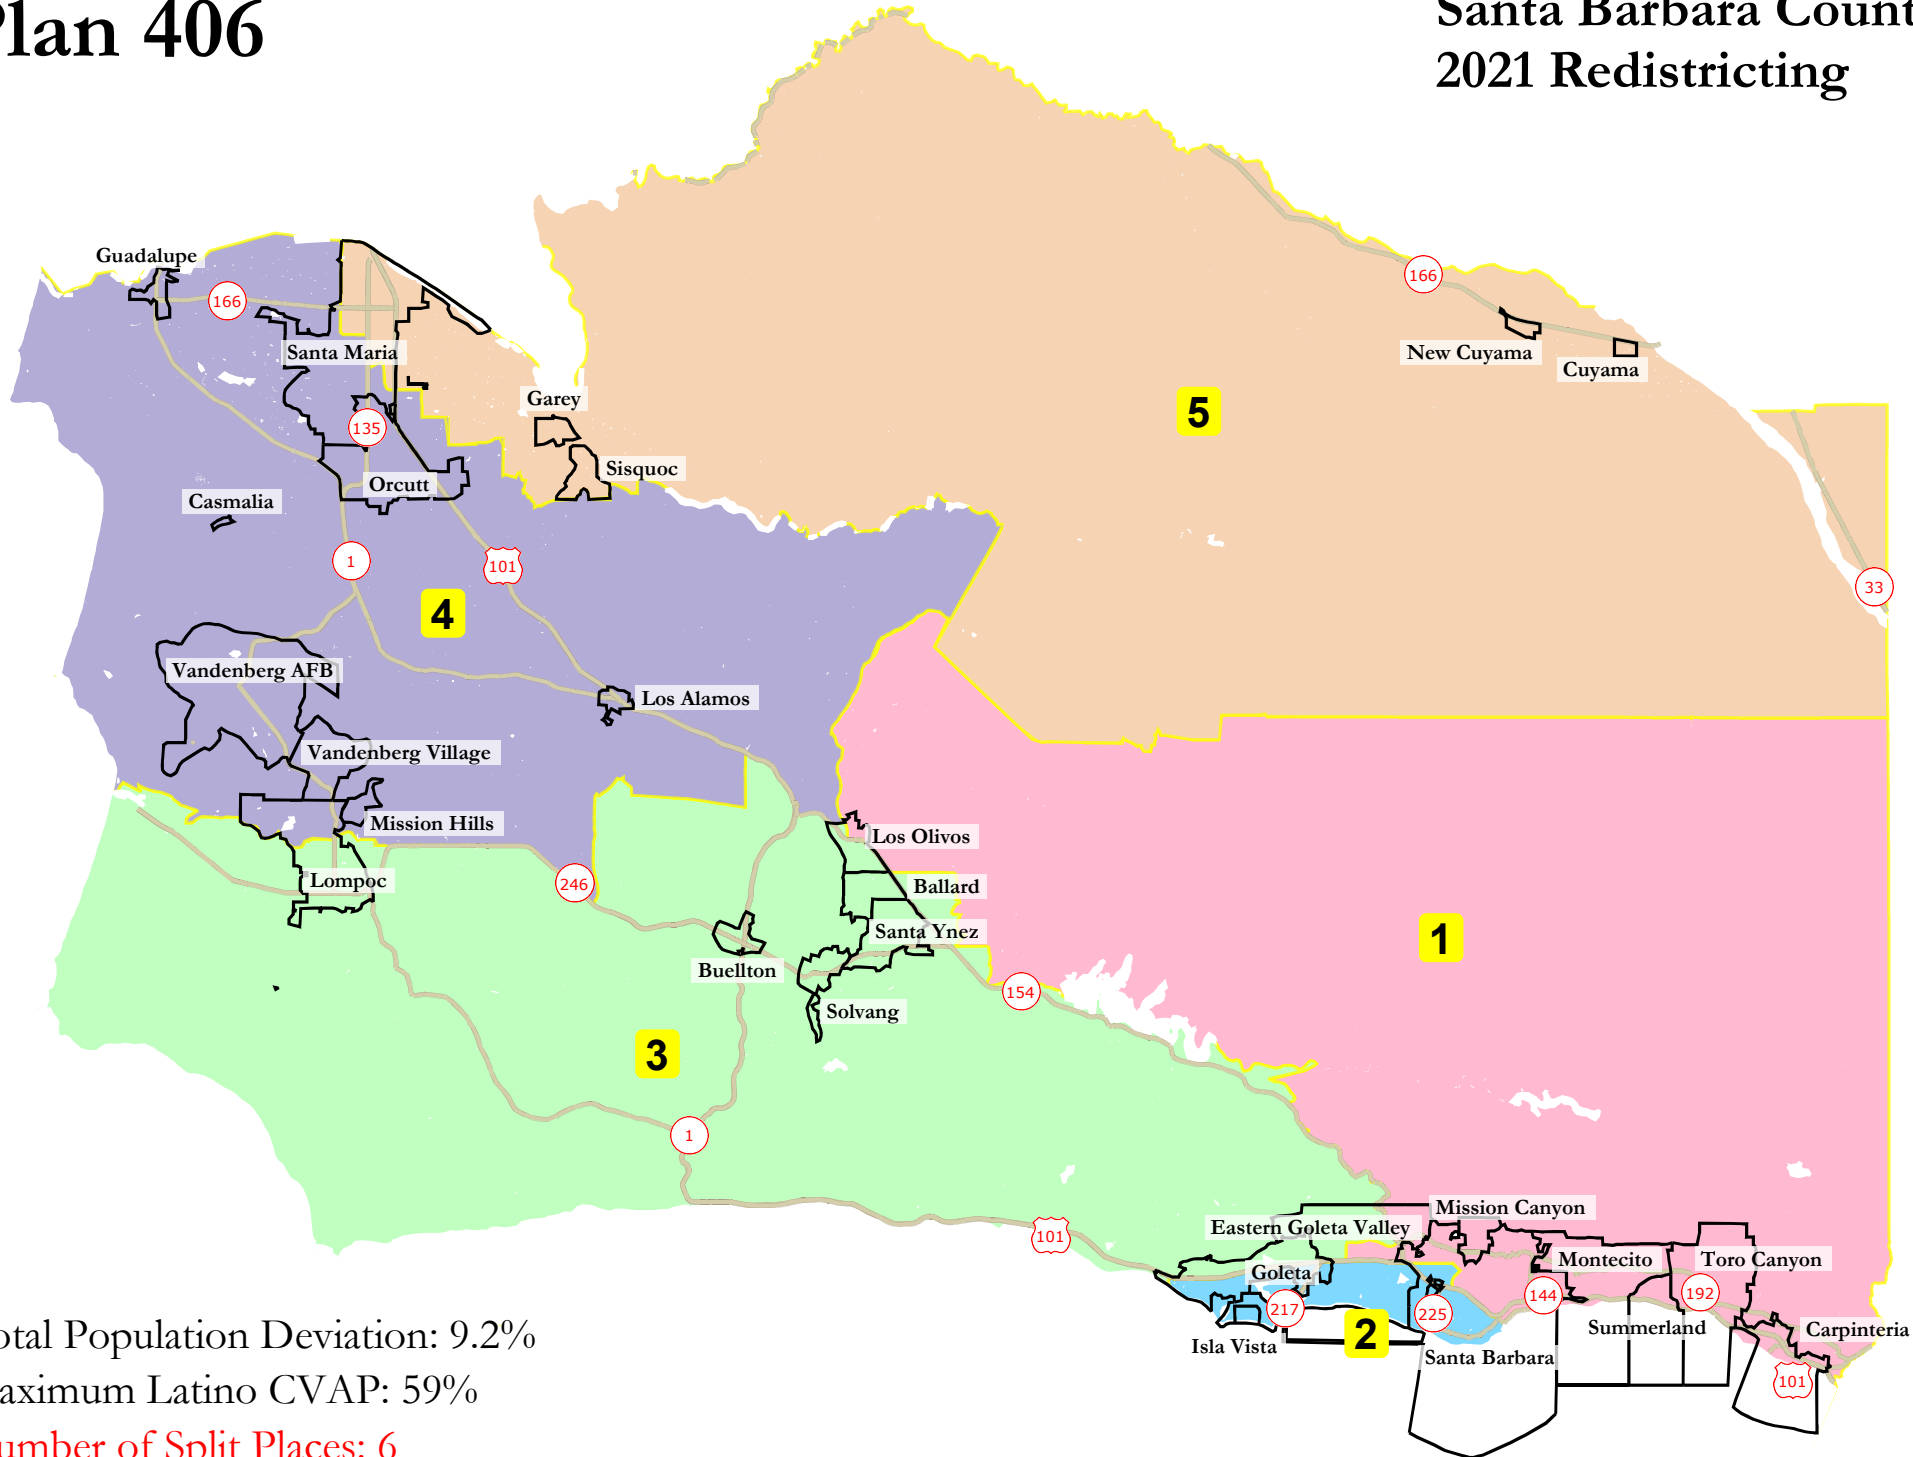 Plan 406
Santa Barbara Count
2021 Redistricting
Guadalupe
166
166
Santa Maria
New Cuyama
Cuyama
Garey
5
135
Sisquoc
Orcutt
Casmalia
1
101
33
4
Vandenberg AFB
Los Alamos
Vandenberg Village
Mission Hills
Los Olivos
Lompoc
246
Ballard
Santa Ynez
1
Buellton
154
Solvang
3
1
Mission Canyon
Eastern Goleta Valley
101
Montecito
Toro Canyon
Goleta
217
225
144
192
2
Summerland
Carpinteria
Isla Vista
Santa Barbara
101
otal Population Deviation: 9.2%
aximum Latino CVAP: 59%
umber of Split Places: 6